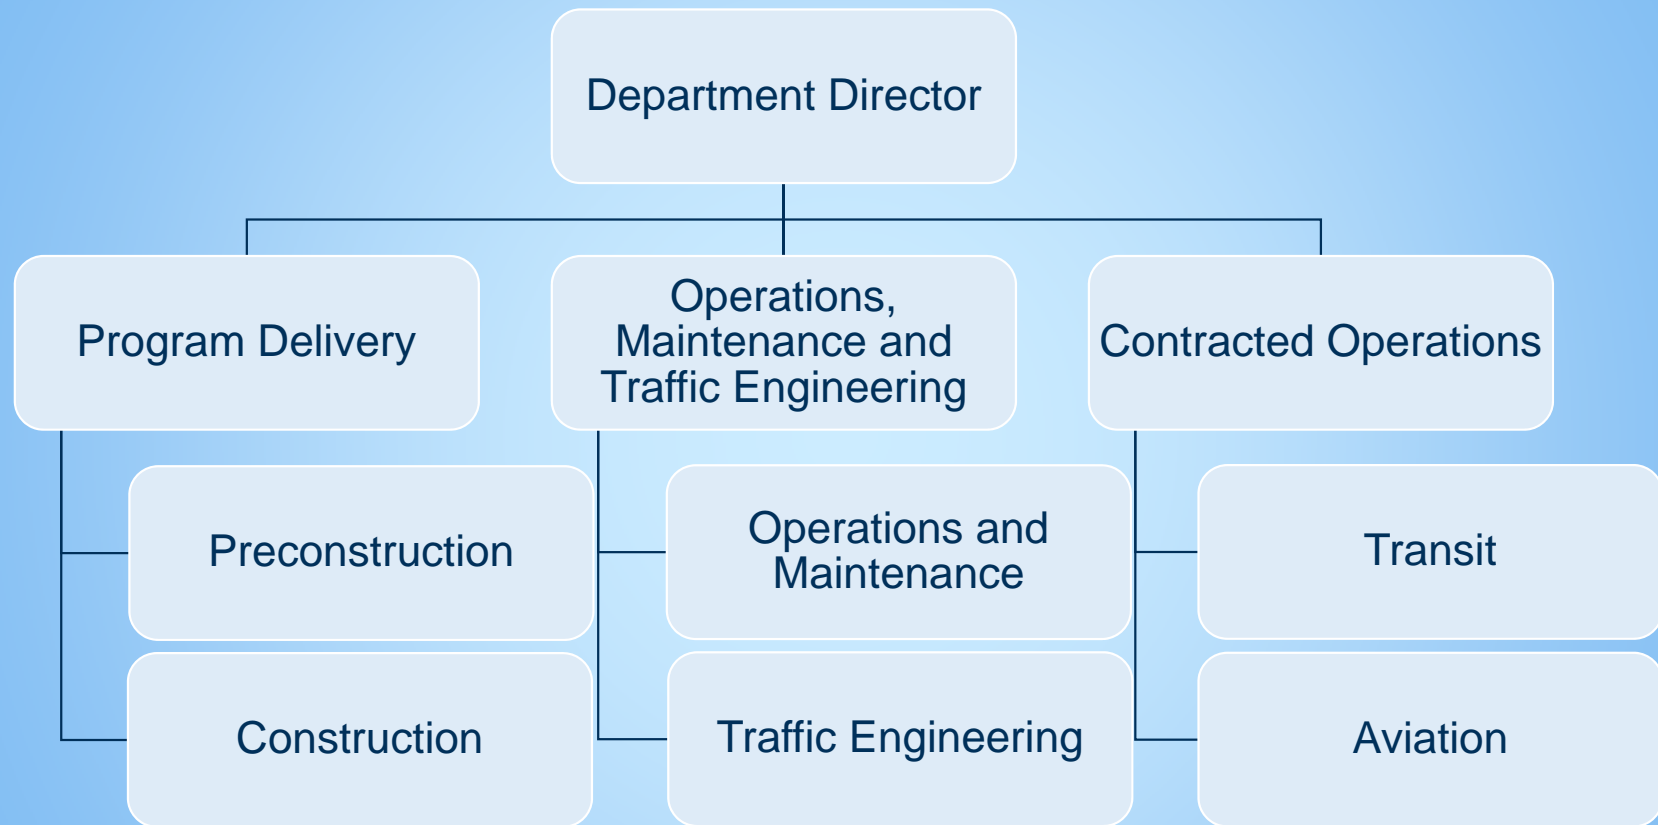 Department Director
Program Delivery
Operations,
Maintenance and
Traffic Engineering
Contracted Operations
Preconstruction
Operations and
Maintenance
Transit
Construction
Traffic Engineering
Aviation